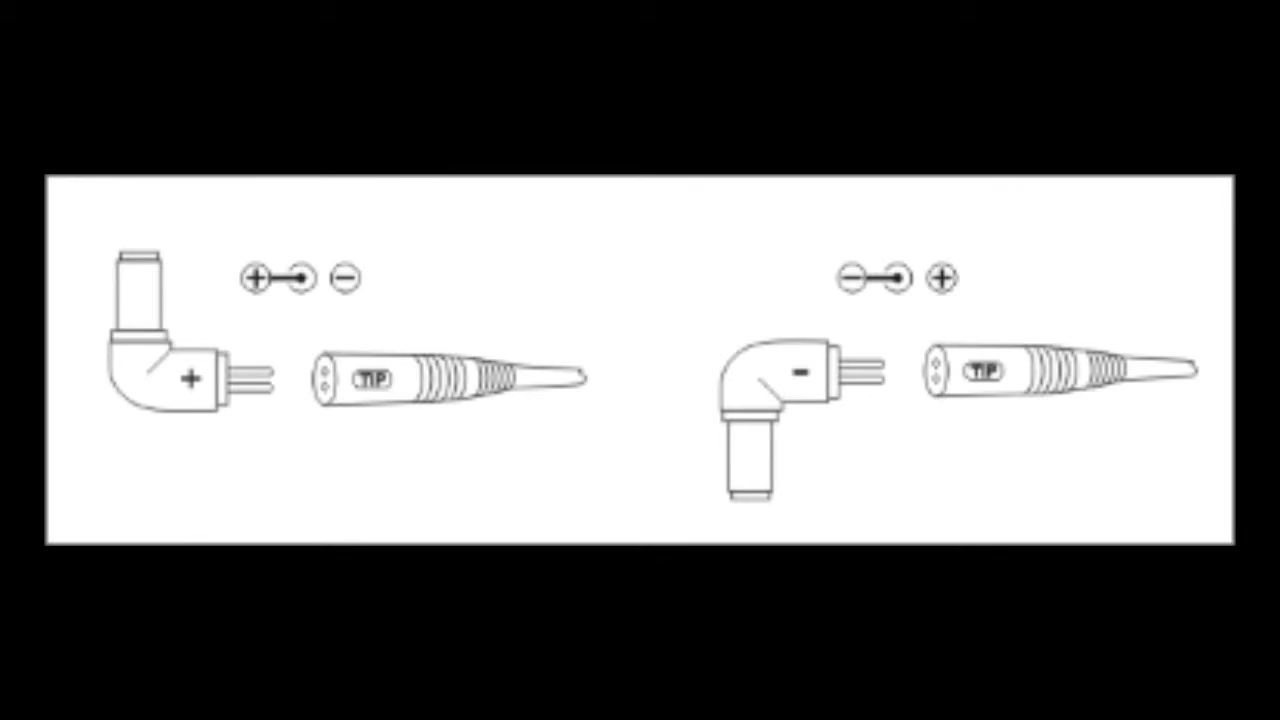 + −
− +
+ TIP
- TIP